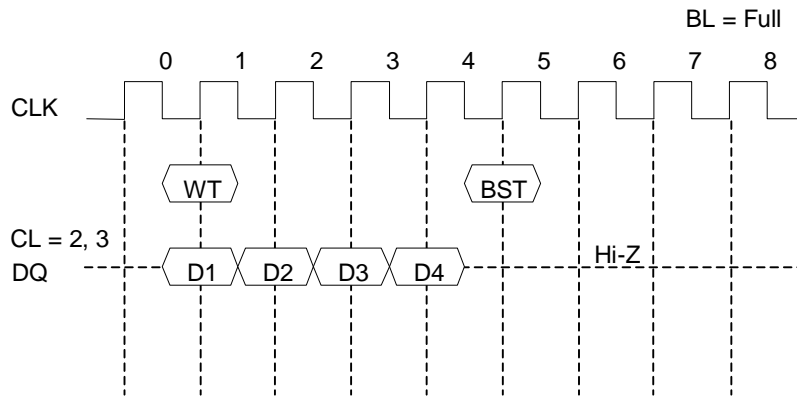 BL = Full
0 1 2 3 4 5 6 7 8
CLK
WT BST
CL = 2, 3
DQ D1 D2 D3 D4 Hi-Z